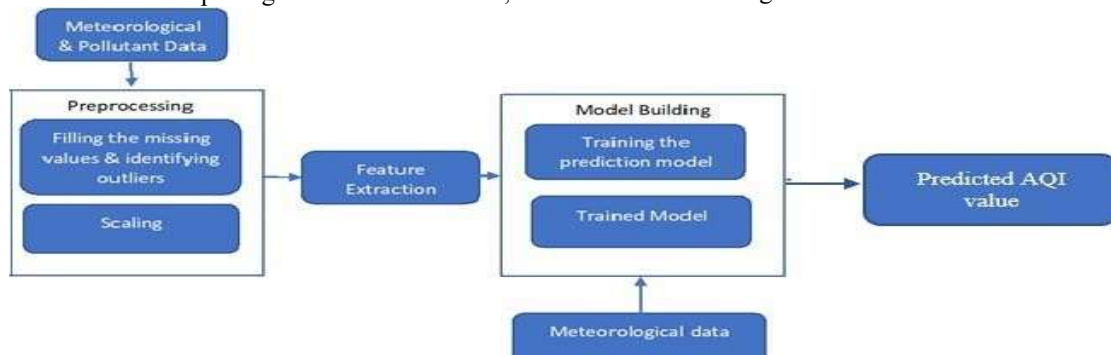 Meteorological
& Pollutant Data
Preprocessing
Filling the missing
values & identifying
outliers
Scaling
Feature
Extraction
Model Building
Training the
prediction model
Trained Model
Meteorological data
Predicted AQI
value